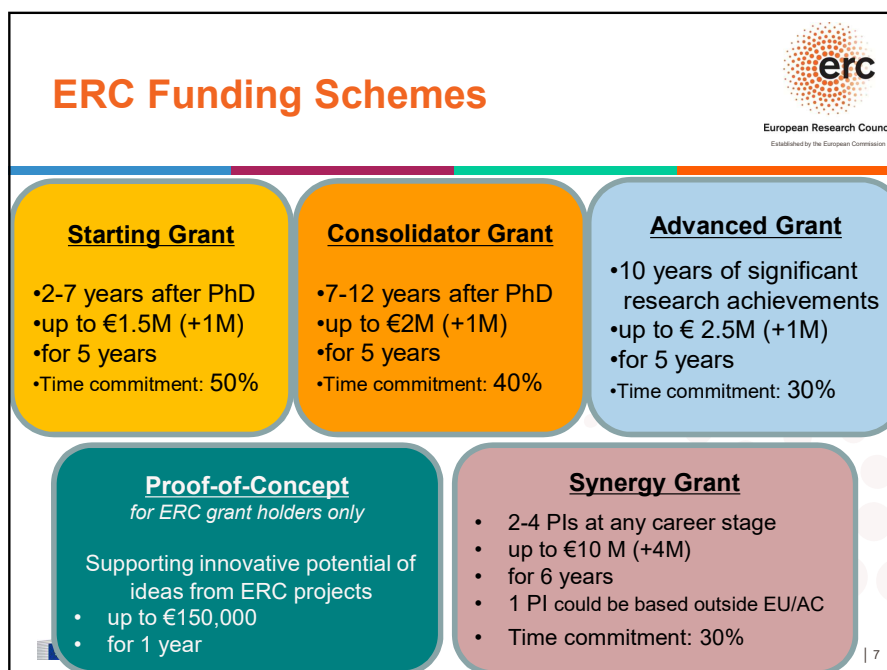 ERC Funding Schemes
erc
European Research Counc
Established by the European Commission
Starting Grant
•2-7 years after PhD
•up to €1.5M (+1M)
•for 5 years
•Time commitment: 50%
Consolidator Grant
•7-12 years after PhD
•up to €2M (+1M)
•for 5 years
•Time commitment: 40%
Advanced Grant
•10 years of significant
research achievements
•up to € 2.5M (+1M)
•for 5 years
•Time commitment: 30%
Proof-of-Concept
for ERC grant holders only
Supporting innovative potential of
ideas from ERC projects
• up to €150,000
• for 1 year
Synergy Grant
• 2-4 PIs at any career stage
• up to €10 M (+4M)
• for 6 years
• 1 PI could be based outside EU/AC
• Time commitment: 30%
| 7